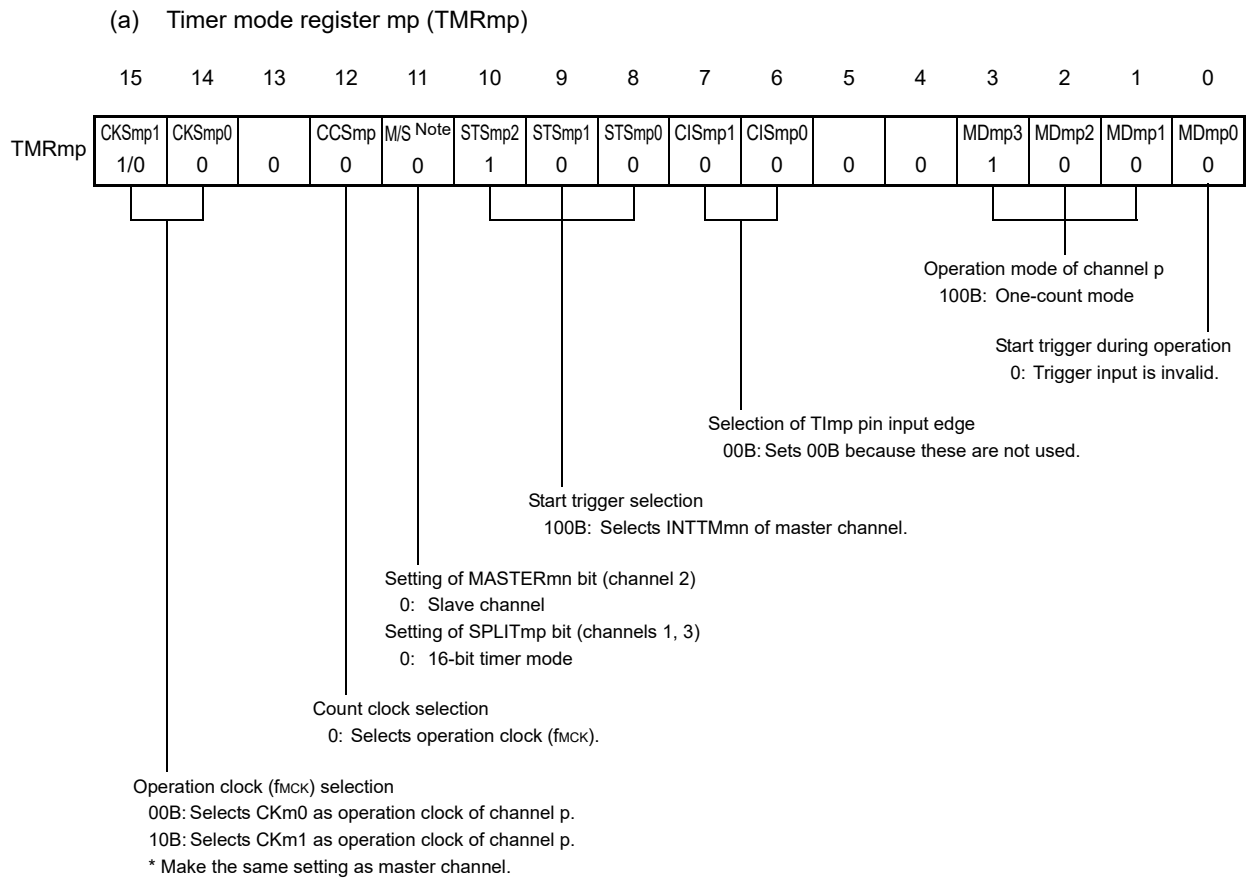 (a) Timer mode register mp (TMRmp)
15 14 13 12 11 10 9 8 7 6 5 4 3 2 1 0
CKSmp1 CKSmp0 CCSmp M/S Note STSmp2 STSmp1 STSmp0 CISmp1 CISmp0 MDmp3 MDmp2 MDmp1 MDmp0
TMRmp
1/0 0 0 0 0 1 0 0 0 0 0 0 1 0 0 0
Operation mode of channel p
100B: One-count mode
Start trigger during operation
0: Trigger input is invalid.
Selection of TImp pin input edge
00B: Sets 00B because these are not used.
Start trigger selection
100B: Selects INTTMmn of master channel.
Setting of MASTERmn bit (channel 2)
0: Slave channel
Setting of SPLITmp bit (channels 1, 3)
0: 16-bit timer mode
Count clock selection
0: Selects operation clock (fMCK).
Operation clock (fMCK) selection
00B: Selects CKm0 as operation clock of channel p.
10B: Selects CKm1 as operation clock of channel p.
* Make the same setting as master channel.